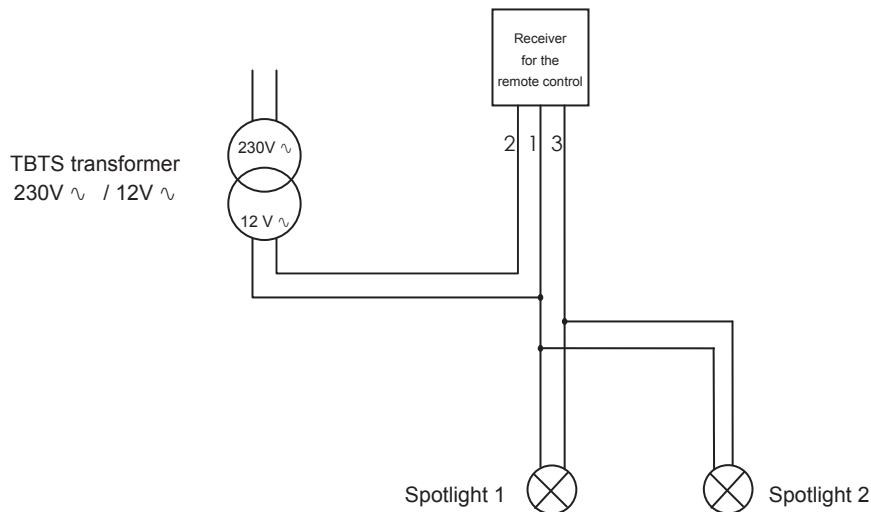 Receiver
for the
remote control
230V ∿
2 1 3
TBTS transformer
230V ∿ / 12V ∿
12 V ∿
Spotlight 1
Spotlight 2